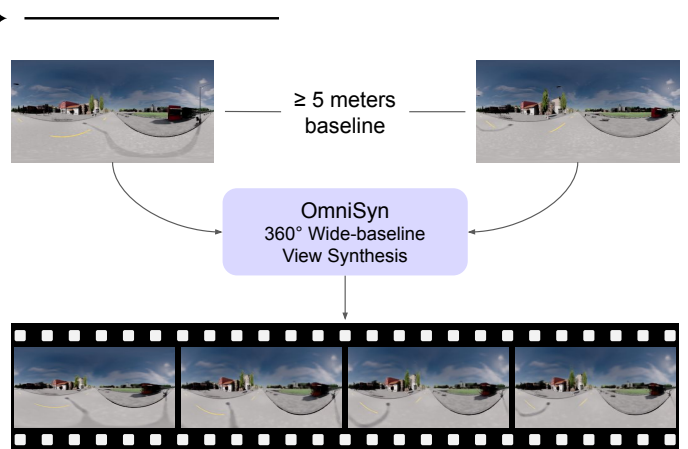 ≥ 5 meters
baseline
OmniSyn
360° Wide-baseline
View Synthesis